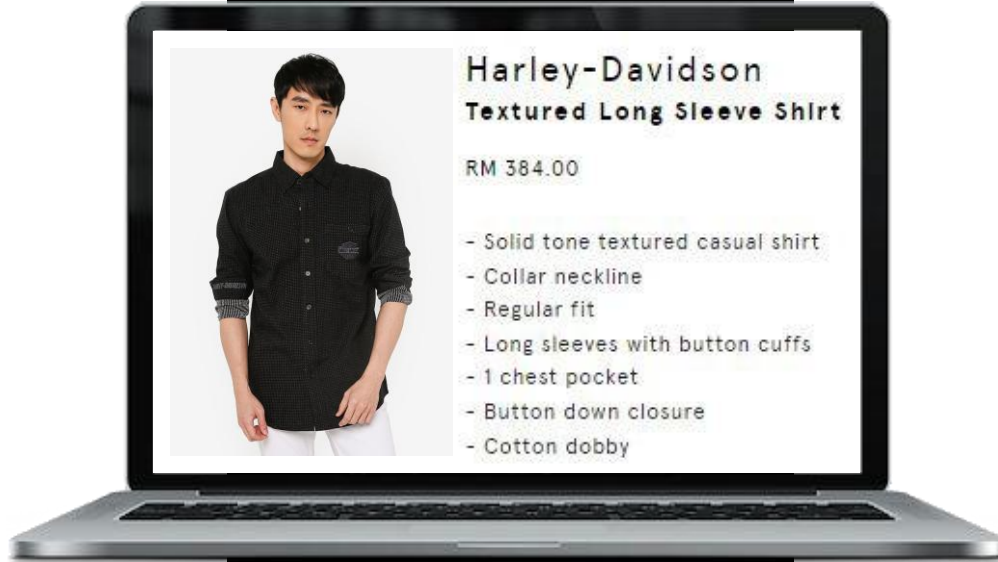 Harley-Davidson
Textured Long Sleeve Shirt
RM 384.00
- Solid tone textured casual shirt
- Collar neckline
- Regular fit
- Long sleeves with button cuffs
- 1 chest pocket
- Button down closure
- Cotton dobby